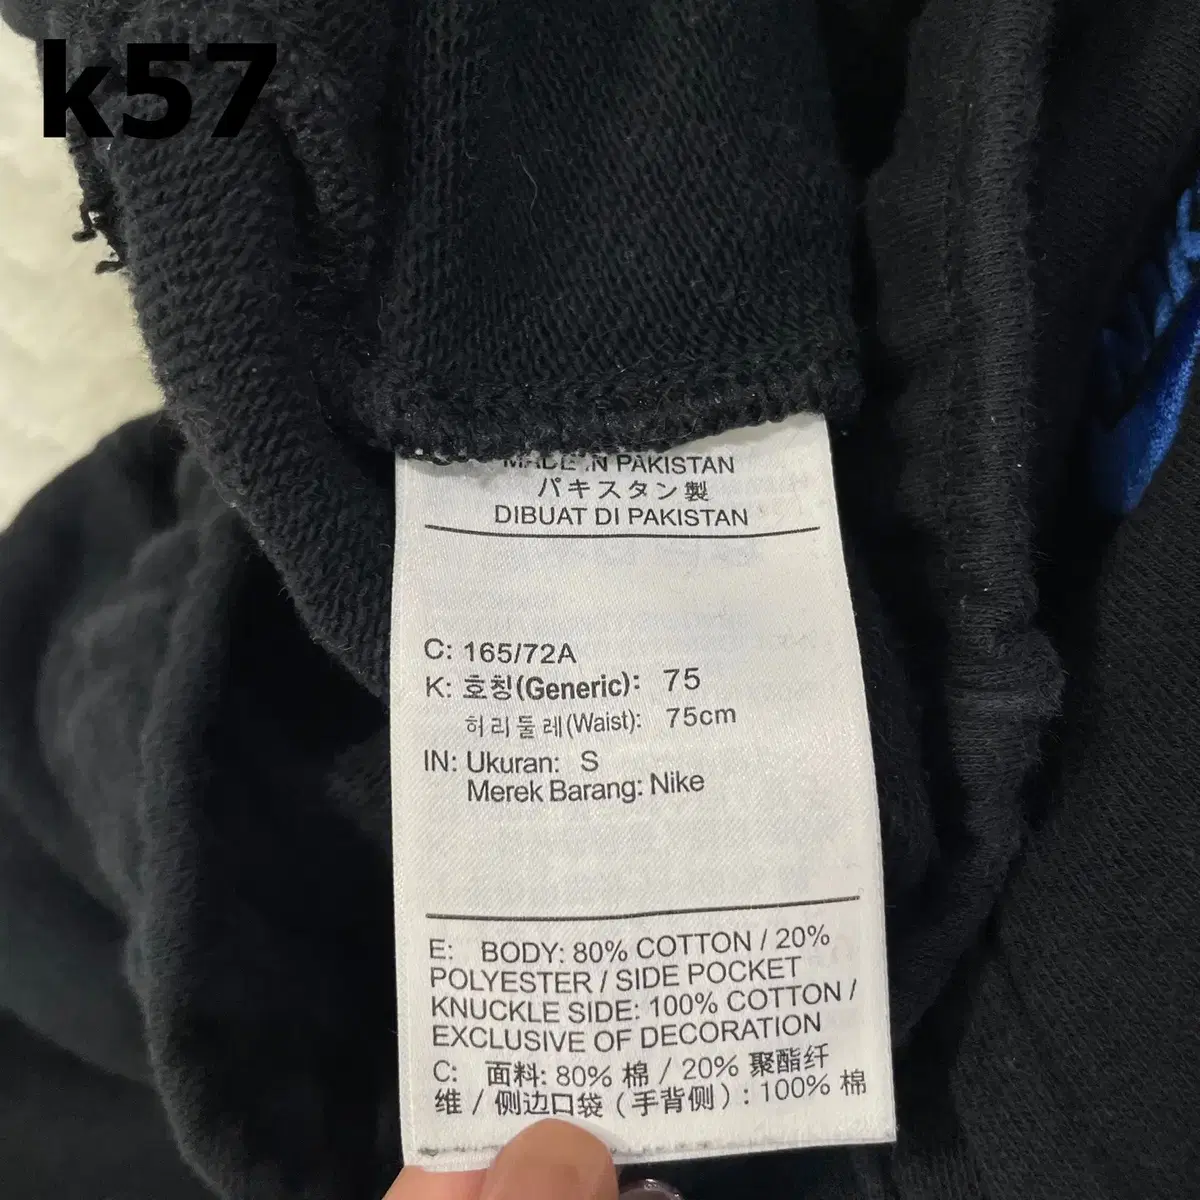 k57
MADE IN PAKISTAN
パキスタン製
DIBUAT DI PAKISTAN
C: 165/72A
K: 호칭(Generic): 75
허리둘레(Waist): 75cm
IN: Ukuran: S
Merek Barang: Nike
E: BODY: 80% COTTON / 20%
POLYESTER / SIDE POCKET
KNUCKLE SIDE: 100% COTTON /
EXCLUSIVE OF DECORATION
C: 面料: 80% 棉 / 20% 聚酯纤
维 / 侧边口袋 ( 手背侧 ) : 100% 棉